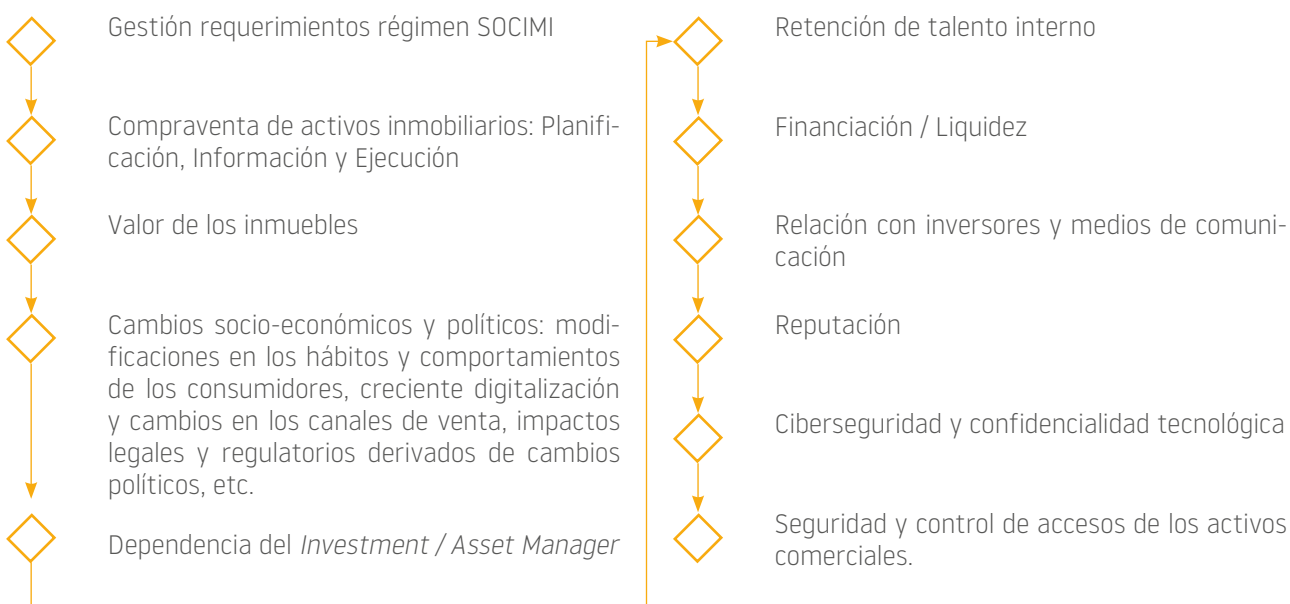 Gestión requerimientos régimen SOCIMI
Compraventa de activos inmobiliarios: Planifi-
cación, Información y Ejecución
Valor de los inmuebles
Cambios socio-económicos y políticos: modi-
ficaciones en los hábitos y comportamientos
de los consumidores, creciente digitalización
y cambios en los canales de venta, impactos
legales y regulatorios derivados de cambios
políticos, etc.
Dependencia del Investment / Asset Manager
Retención de talento interno
Financiación / Liquidez
Relación con inversores y medios de comuni-
cación
Reputación
Ciberseguridad y confidencialidad tecnológica
Seguridad y control de accesos de los activos
comerciales.